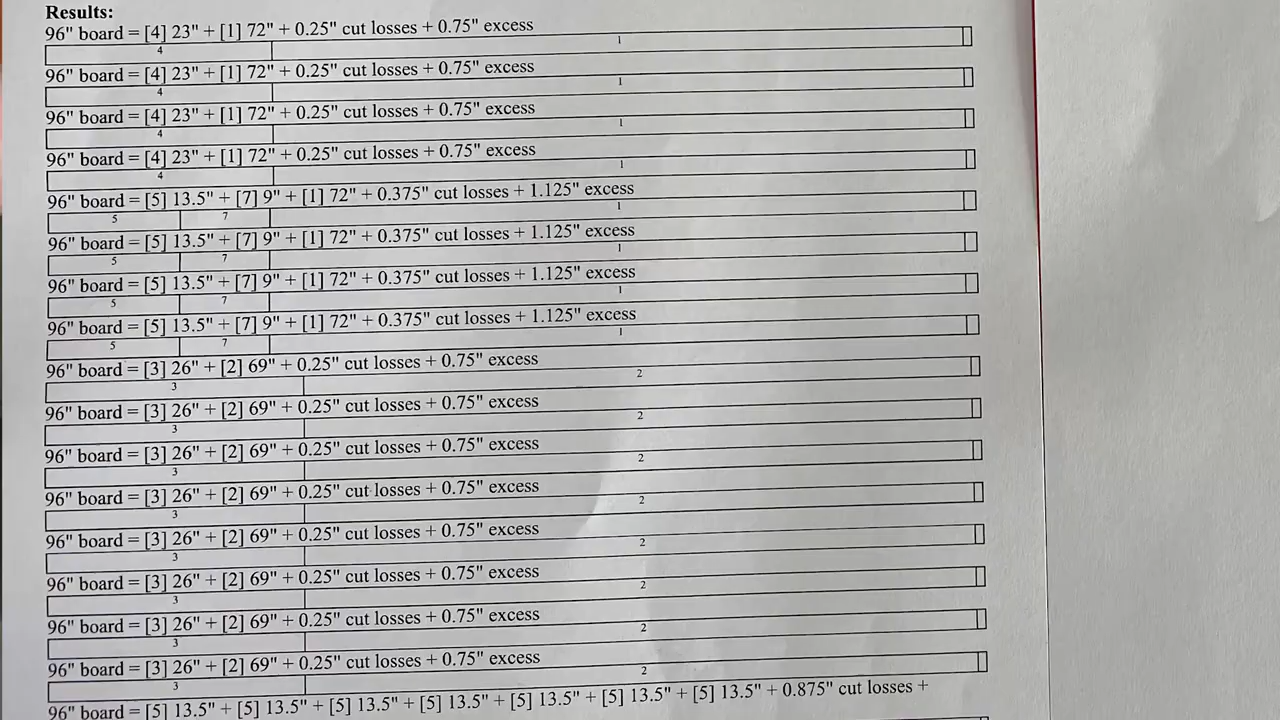 Results:
96" board = [4] 23" + [1] 72" + 0.25" cut losses + 0.75" excess
4 1
96" board = [4] 23" + [1] 72" + 0.25" cut losses + 0.75" excess
4 1
96" board = [4] 23" + [1] 72" + 0.25" cut losses + 0.75" excess
4 1
96" board = [4] 23" + [1] 72" + 0.25" cut losses + 0.75" excess
4 1
96" board = [5] 13.5" + [7] 9" + [1] 72" + 0.375" cut losses + 1.125" excess
5 7 1
96" board = [5] 13.5" + [7] 9" + [1] 72" + 0.375" cut losses + 1.125" excess
5 7 1
96" board = [5] 13.5" + [7] 9" + [1] 72" + 0.375" cut losses + 1.125" excess
5 7 1
96" board = [5] 13.5" + [7] 9" + [1] 72" + 0.375" cut losses + 1.125" excess
5 7 1
96" board = [3] 26" + [2] 69" + 0.25" cut losses + 0.75" excess
3 2
96" board = [3] 26" + [2] 69" + 0.25" cut losses + 0.75" excess
3 2
96" board = [3] 26" + [2] 69" + 0.25" cut losses + 0.75" excess
3 2
96" board = [3] 26" + [2] 69" + 0.25" cut losses + 0.75" excess
3 2
96" board = [3] 26" + [2] 69" + 0.25" cut losses + 0.75" excess
3 2
96" board = [3] 26" + [2] 69" + 0.25" cut losses + 0.75" excess
3 2
96" board = [3] 26" + [2] 69" + 0.25" cut losses + 0.75" excess
3 2
96" board = [3] 26" + [2] 69" + 0.25" cut losses + 0.75" excess
3 2
96" board = [5] 13.5" + [5] 13.5" + [5] 13.5" + [5] 13.5" + [5] 13.5" + [5] 13.5" + [5] 13.5" + 0.875" cut losses +